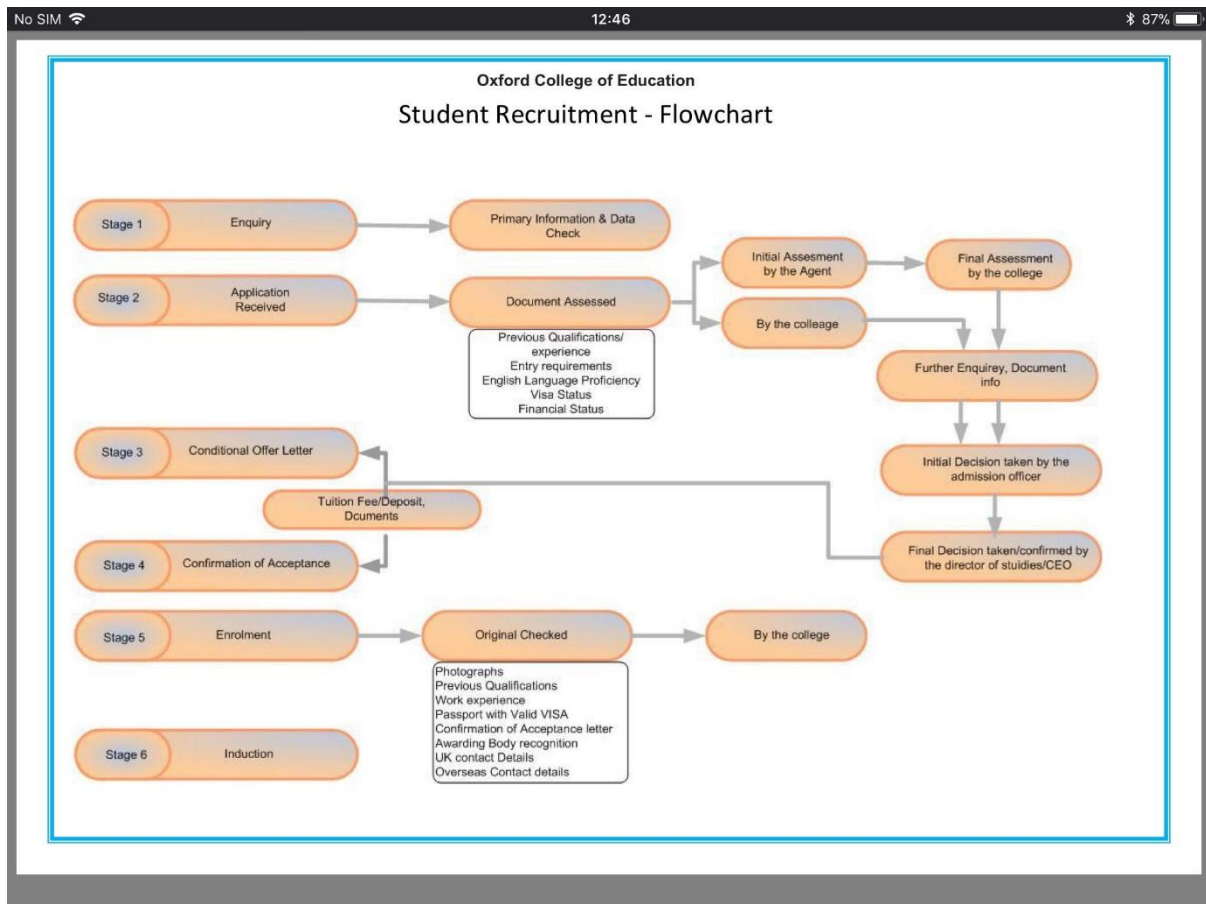 No SIM
12:46
87%
Oxford College of Education
Student Recruitment - Flowchart
Stage 1
Enquiry
Primary Information & Data
Check
Initial Assesment
by the Agent
Final Assessment
by the college
Stage 2
Application
Received
Document Assessed
By the colleage
Previous Qualifications/
experience
Entry requirements
English Language Proficiency
Visa Status
Financial Status
Further Enquirey, Document
info
Stage 3
Conditional Offer Letter
Initial Decision taken by the
admission officer
Tuition Fee/Deposit,
Dcuments
Stage 4
Confirmation of Acceptance
Final Decision taken/confirmed by
the director of stuidies/CEO
Stage 5
Enrolment
Original Checked
By the college
Photographs
Previous Qualifications
Work experience
Passport with Valid VISA
Confirmation of Acceptance letter
Awarding Body recognition
UK contact Details
Overseas Contact details
Stage 6
Induction